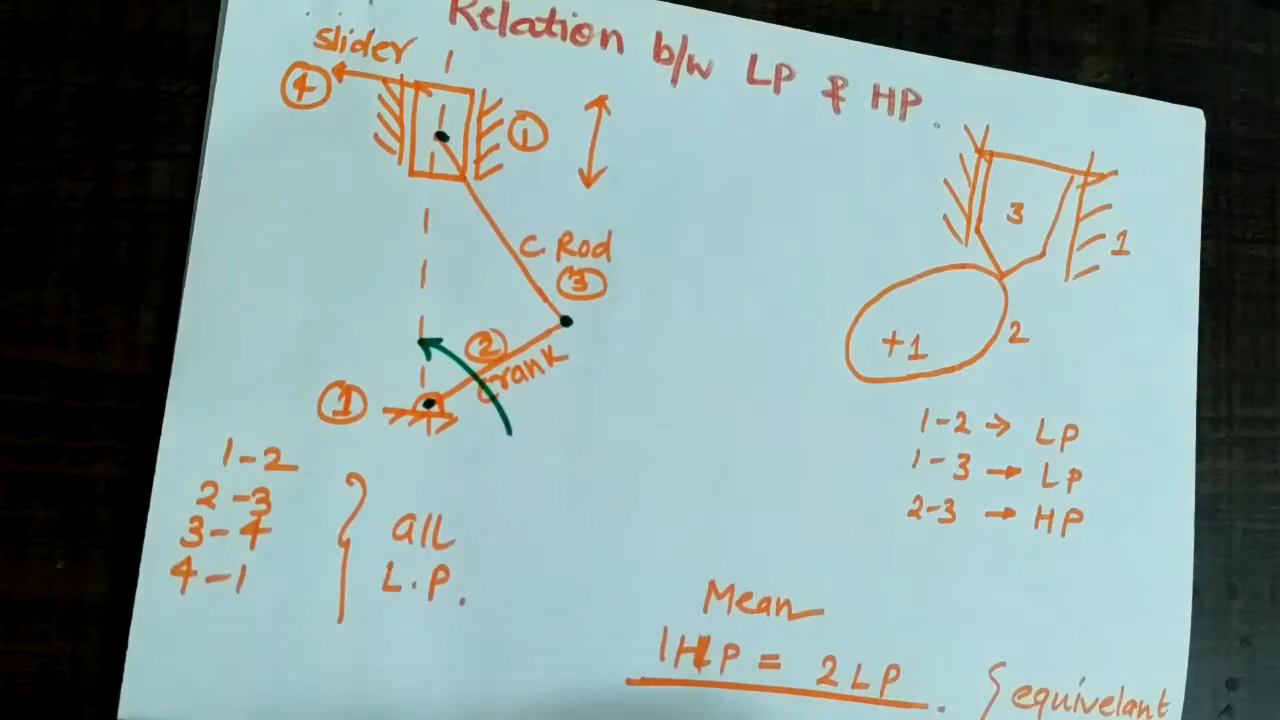 Relation b/w LP & HP.
slider
4
1
C Rod
3
2
crank
1
1-2
2-3
3-4
4-1
all
L.P.
3
1
2
+1
1-2 → LP
1-3 → LP
2-3 → HP
Mean
1HP = 2LP.
equivelant